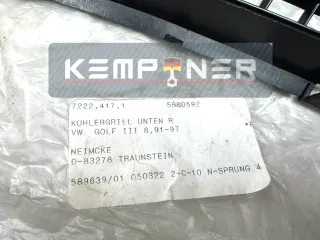 KEMPTNER
7222,417,1 5880592
KÜHLERGRILL UNTEN R
VW. GOLF III 8,91-97
NEIMCKE
D-83278 TRAUNSTEIN
589639/01 050322 2-C-10 N-SPRUNG 4